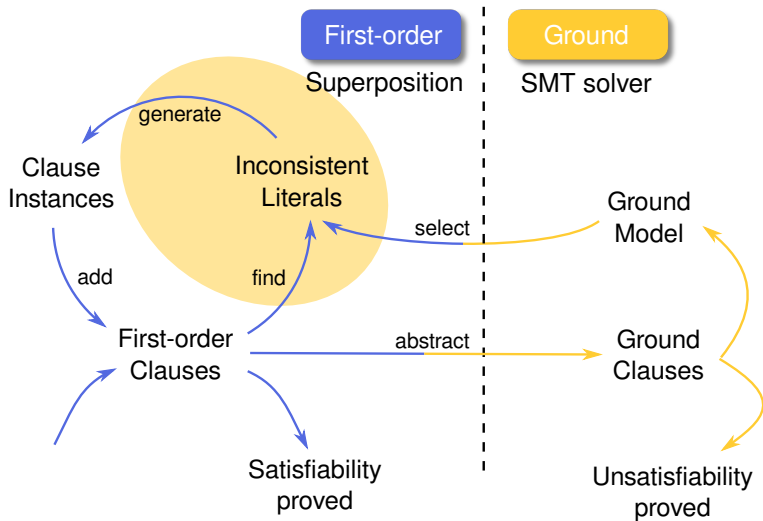 First-order
Ground
Superposition
SMT solver
generate
Clause
Instances
Inconsistent
Literals
select
Ground
Model
add
find
First-order
Clauses
abstract
Ground
Clauses
Satisfiability
proved
Unsatisfiability
proved